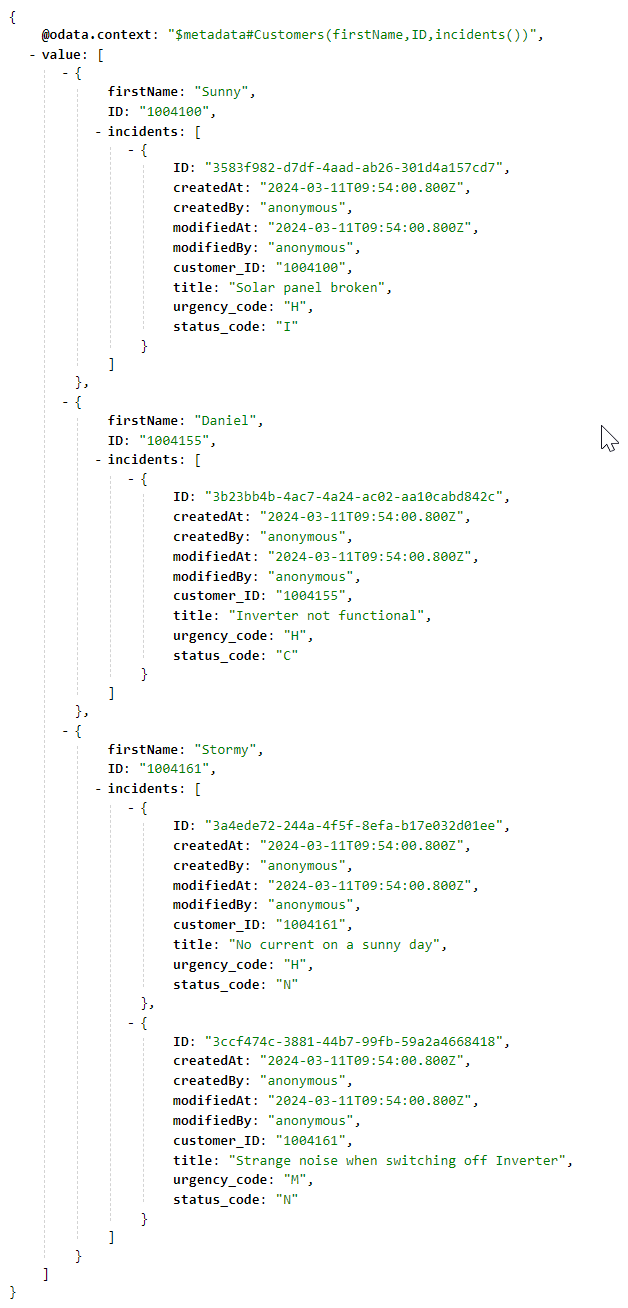 {
@odata.context: "$metadata#Customers(firstName,ID,incidents())",
- value: [
- {
firstName: "Sunny",
ID: "1004100",
- incidents: [
- {
ID: "3583f982-d7df-4aad-ab26-301d4a157cd7",
createdAt: "2024-03-11T09:54:00.800Z",
createdBy: "anonymous",
modifiedAt: "2024-03-11T09:54:00.800Z",
modifiedBy: "anonymous",
customer_ID: "1004100",
title: "Solar panel broken",
urgency_code: "H",
status_code: "I"
}
]
},
- {
firstName: "Daniel",
ID: "1004155",
- incidents: [
- {
ID: "3b23bb4b-4ac7-4a24-ac02-aa10cabd842c",
createdAt: "2024-03-11T09:54:00.800Z",
createdBy: "anonymous",
modifiedAt: "2024-03-11T09:54:00.800Z",
modifiedBy: "anonymous",
customer_ID: "1004155",
title: "Inverter not functional",
urgency_code: "H",
status_code: "C"
}
]
},
- {
firstName: "Stormy",
ID: "1004161",
- incidents: [
- {
ID: "3a4ede72-244a-4f5f-8efa-b17e032d01ee",
createdAt: "2024-03-11T09:54:00.800Z",
createdBy: "anonymous",
modifiedAt: "2024-03-11T09:54:00.800Z",
modifiedBy: "anonymous",
customer_ID: "1004161",
title: "No current on a sunny day",
urgency_code: "H",
status_code: "N"
},
- {
ID: "3ccf474c-3881-44b7-99fb-59a2a4668418",
createdAt: "2024-03-11T09:54:00.800Z",
createdBy: "anonymous",
modifiedAt: "2024-03-11T09:54:00.800Z",
modifiedBy: "anonymous",
customer_ID: "1004161",
title: "Strange noise when switching off Inverter",
urgency_code: "M",
status_code: "N"
}
]
}
]
}